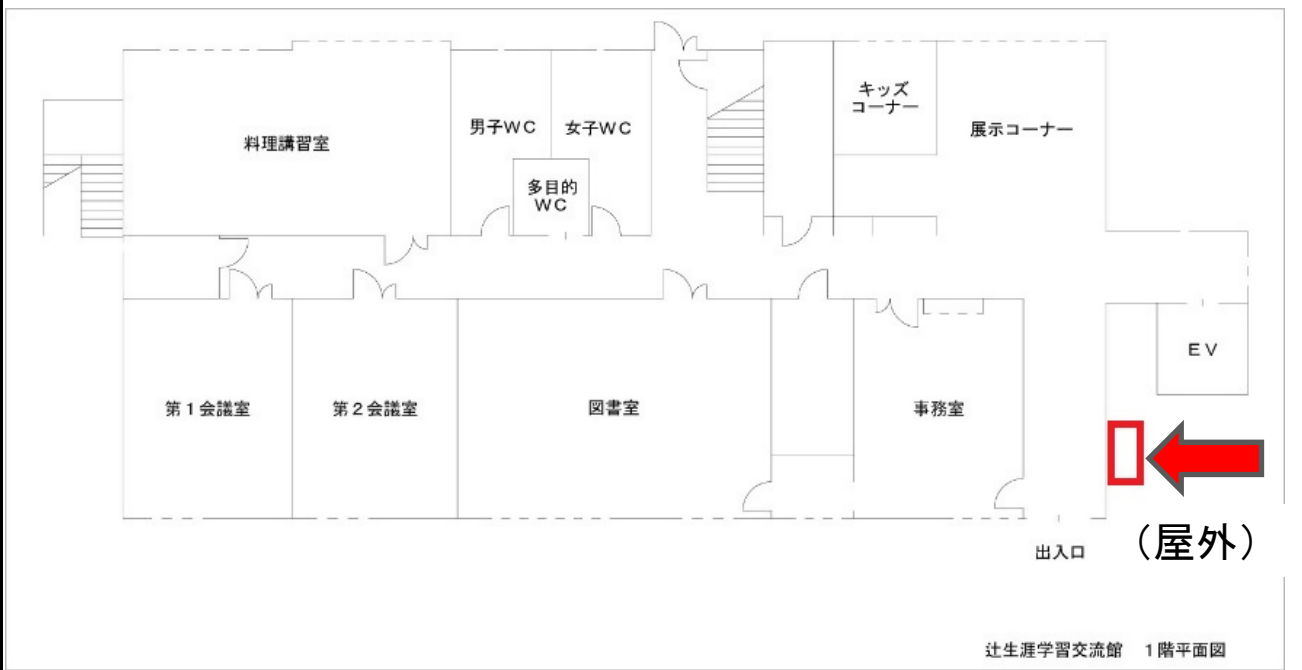 料理講習室
男子WC
女子WC
多目的
WC
キッズ
コーナー
展示コーナー
EV
第1会議室
第2会議室
図書室
事務室
出入口
（屋外）
辻生涯学習交流館 1階平面図